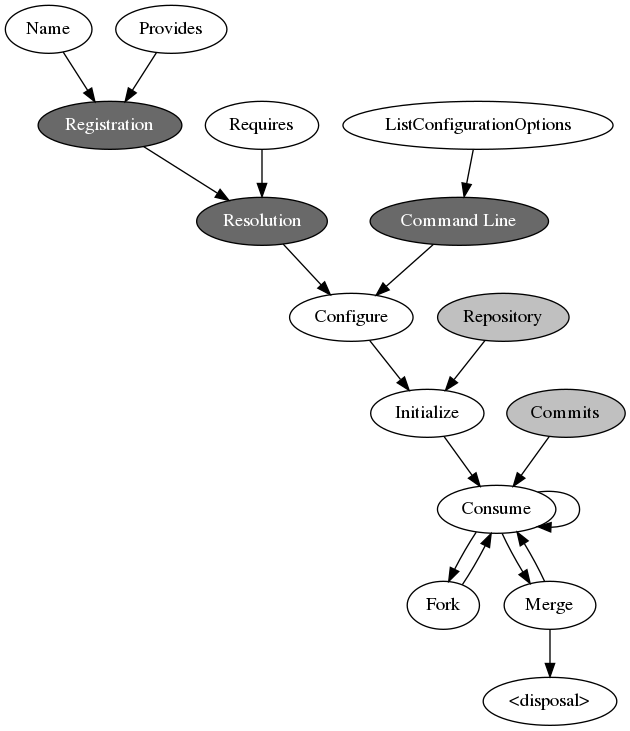 Name
Provides
Registration
Requires
ListConfigurationOptions
Resolution
Command Line
Configure
Repository
Initialize
Commits
Consume
Fork
Merge
<disposal>